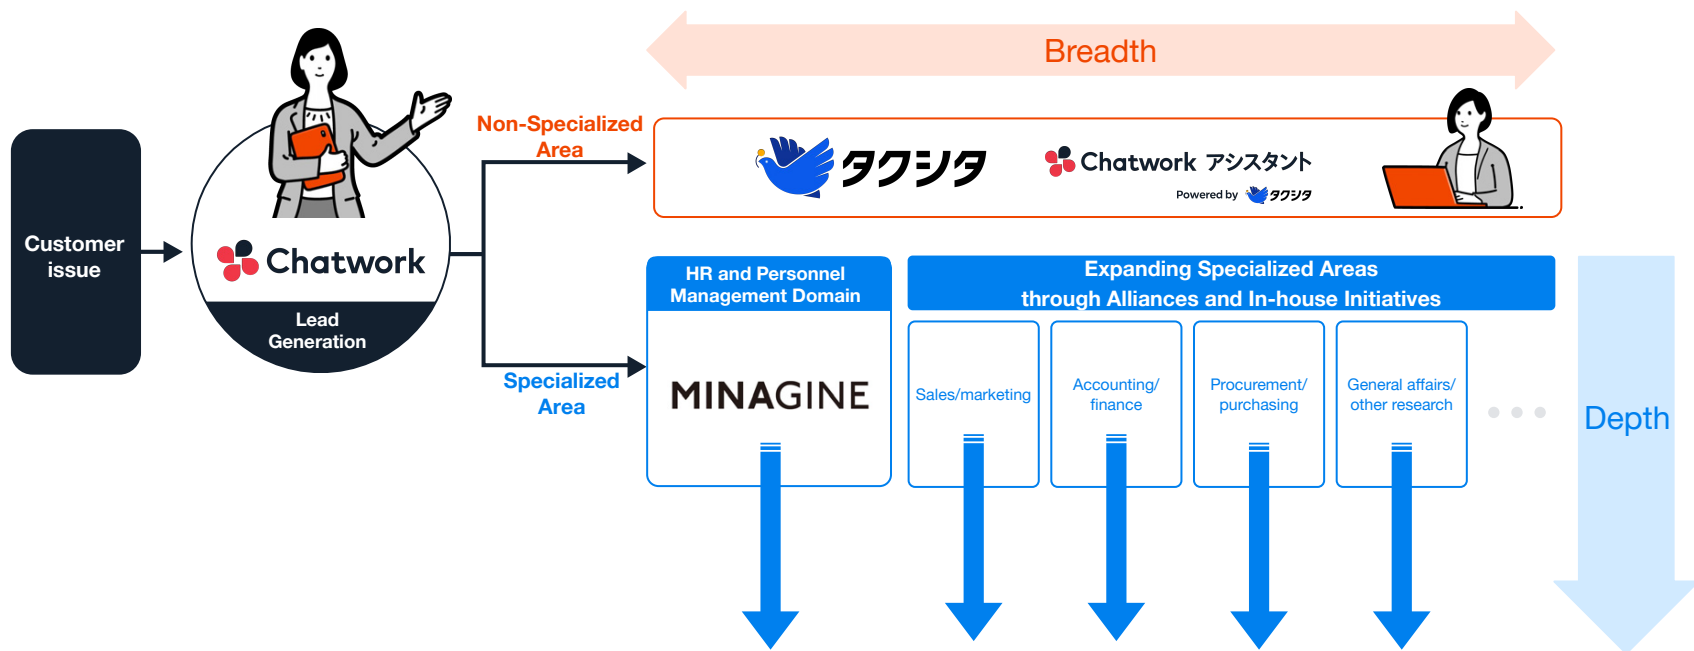 Breadth
Non-Specialized
Area
タクシタ
Chatwork アシスタント
Powered by タクシタ
Customer
issue
Chatwork
Lead
Generation
HR and Personnel
Management Domain
Expanding Specialized Areas
through Alliances and In-house Initiatives
Specialized
Area
MINAGINE
Sales/marketing
Accounting/
finance
Procurement/
purchasing
General affairs/
other research
Depth